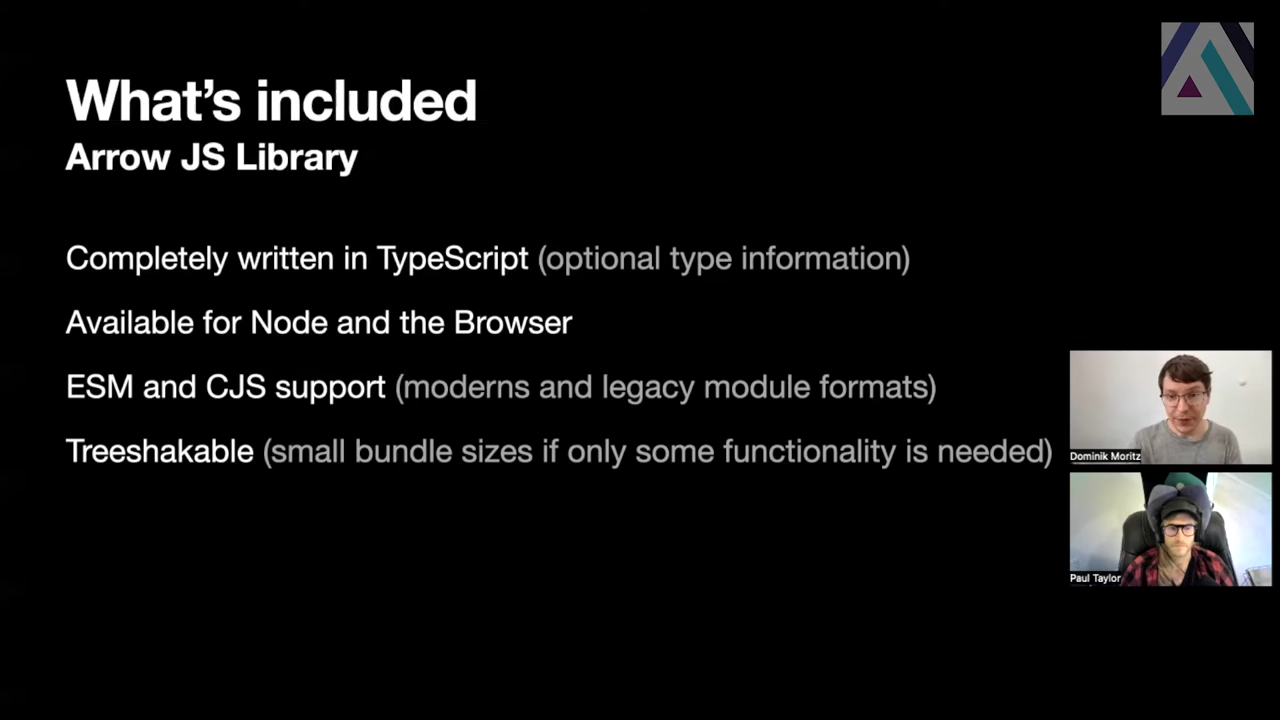 What's included
Arrow JS Library
Completely written in TypeScript (optional type information)
Available for Node and the Browser
ESM and CJS support (moderns and legacy module formats)
Treeshakable (small bundle sizes if only some functionality is needed)
Dominik Moritz
Paul Taylor